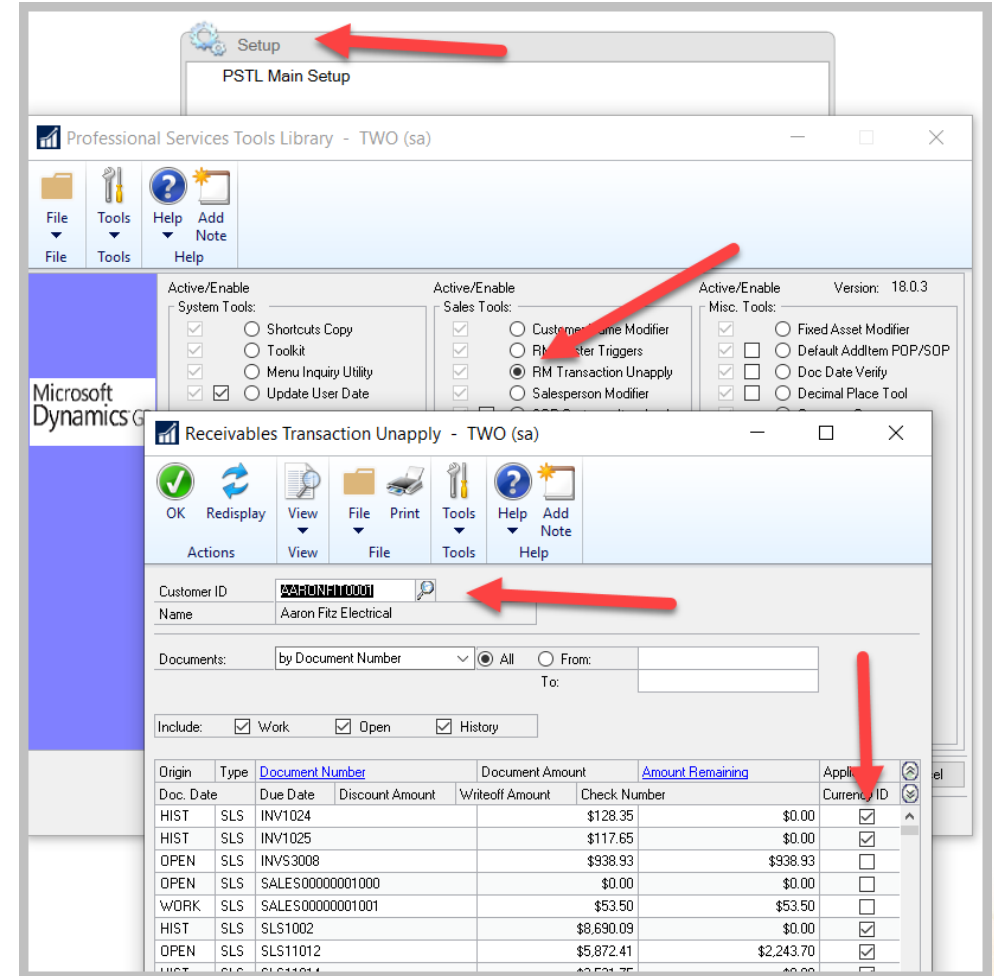 Setup
PSTL Main Setup
Professional Services Tools Library - TWO (sa)
File Tools Help Add Note
File Tools Help
Active/Enable Active/Enable Active/Enable Version: 18.0.3
System Tools: Sales Tools: Misc. Tools:
Shortcuts Copy Customer Name Modifier Fixed Asset Modifier
Toolkit Triggers Default AddItem POP/SOP
Menu Inquiry Utility RM Transaction Unapply Doc Date Verify
Update User Date Salesperson Modifier Decimal Place Tool
Microsoft
Dynamics
Receivables Transaction Unapply - TWO (sa)
OK Redisplay View File Print Tools Help Add Note
Actions View File Tools Help
Customer ID AARONFIT0001
Name Aaron Fitz Electrical
Documents: by Document Number All From:
To:
Include: Work Open History
Origin Type Document Number Document Amount Amount Remaining
Doc. Date Due Date Discount Amount Writeoff Amount Check Number Currency ID
HIST SLS INV1024 $128.35 $0.00
HIST SLS INV1025 $117.65 $0.00
OPEN SLS INVS3008 $938.93 $938.93
OPEN SLS SALES00000001000 $0.00 $0.00
WORK SLS SALES00000001001 $53.50 $53.50
HIST SLS SLS1002 $8,690.09 $0.00
OPEN SLS SLS11012 $5,872.41 $2,243.70